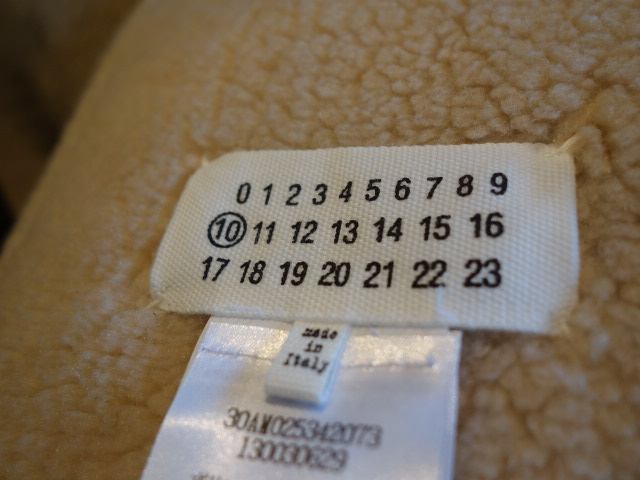 0 1 2 3 4 5 6 7 8 9
10 11 12 13 14 15 16
17 18 19 20 21 22 23
made
in
Italy
30AM025342073
130030629